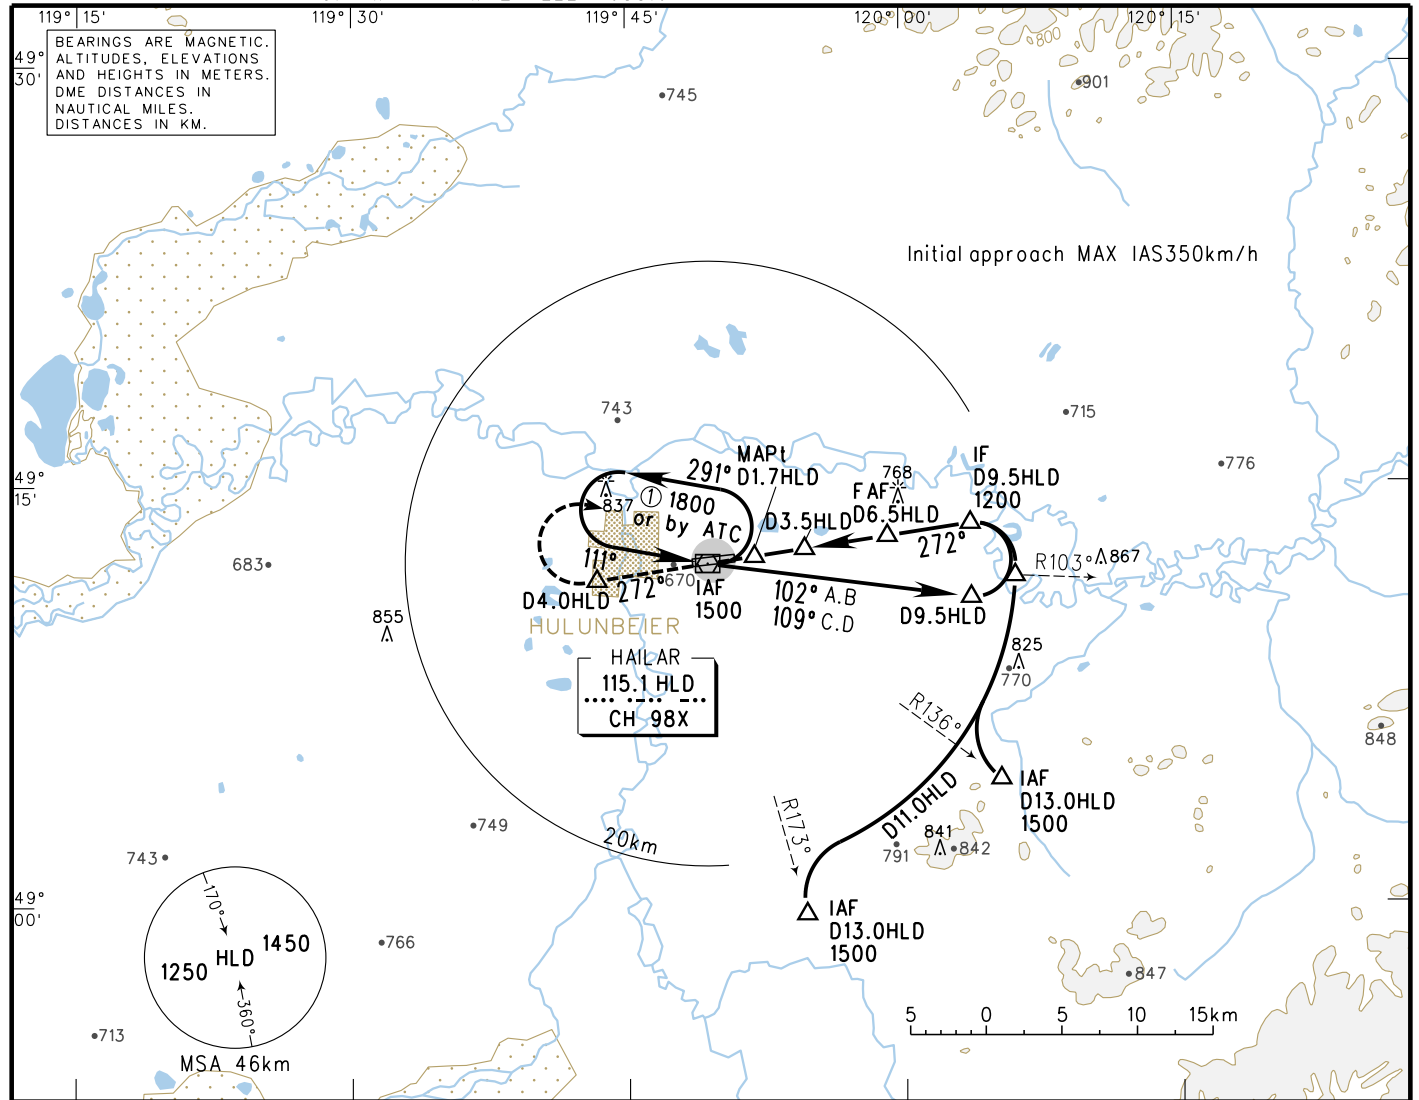 119° 15'
119° 30'
119° 45'
120° 00'
120° 15'
BEARINGS ARE MAGNETIC.
ALTITUDES, ELEVATIONS
AND HEIGHTS IN METERS.
DME DISTANCES IN
NAUTICAL MILES.
DISTANCES IN KM.
49°
30'
800
901
745
Initial approach MAX IAS350km/h
743
715
776
49°
15'
MAPt
D1.7HLD
291°
① 1800
or by ATC
837
768
FAF
D6.5HLD
D3.5HLD
IF
D9.5HLD
1200
272°
R103°
867
683
111°
272°
670
D4.0HLD
IAF
1500
102° A.B
109° C.D
D9.5HLD
HULUNBEIER
855
HAILAR
115.1 HLD
.... .-.. -..
CH 98X
825
770
R136°
848
IAF
D13.0HLD
1500
D11.0HLD
R173°
749
20km
841
791
842
743
49°
00'
IAF
D13.0HLD
1500
766
170°
HLD
1450
1250
360°
MSA 46km
713
847
5 0 5 10 15km